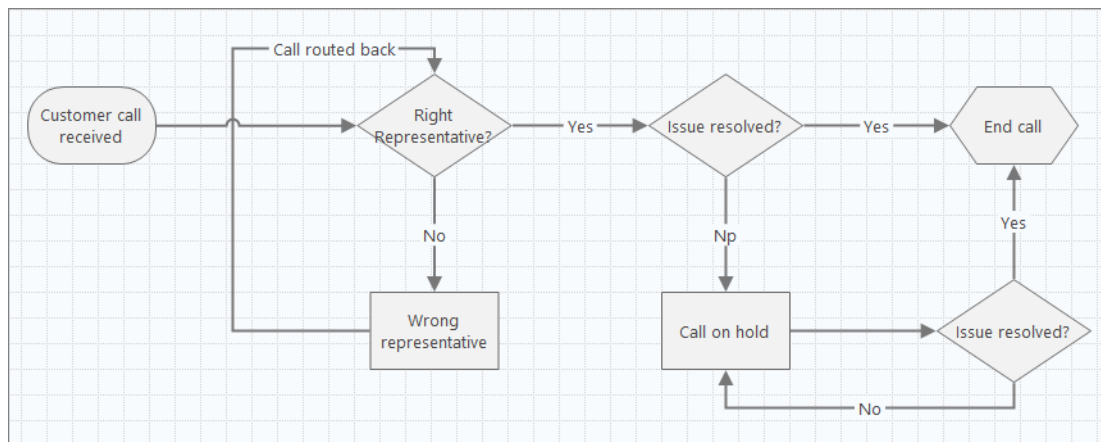 Call routed back
Customer call
received
Right
Representative?
Yes
Issue resolved?
Yes
End call
No
Np
Yes
Wrong
representative
Call on hold
Issue resolved?
No